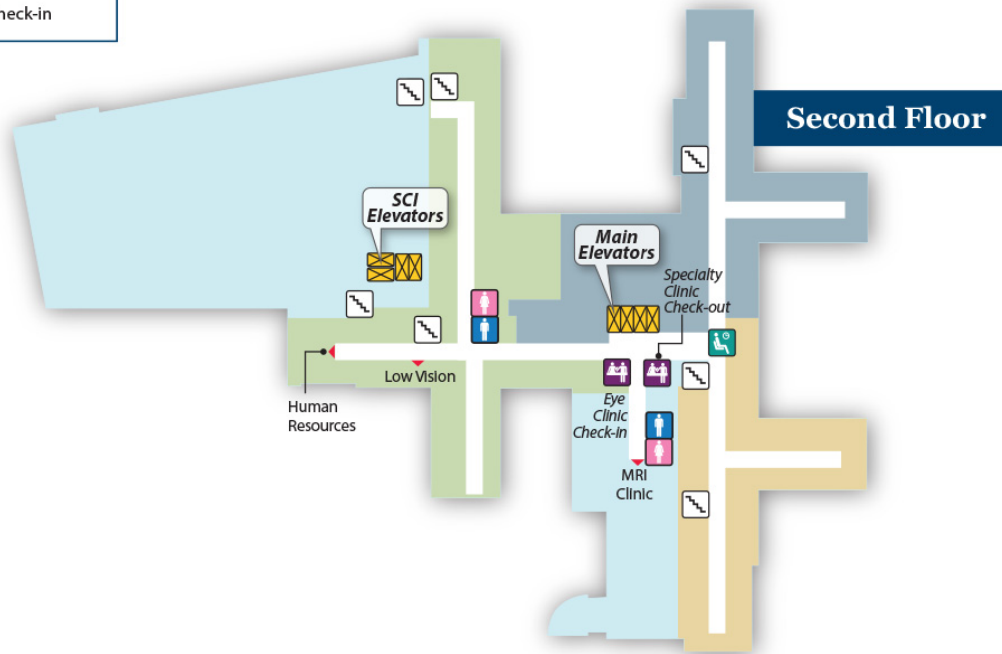 heck-in
Second Floor
SCI
Elevators
Main
Elevators
Specialty
Clinic
Check-out
Low Vision
Human
Resources
Eye
Clinic
Check-in
MRI
Clinic